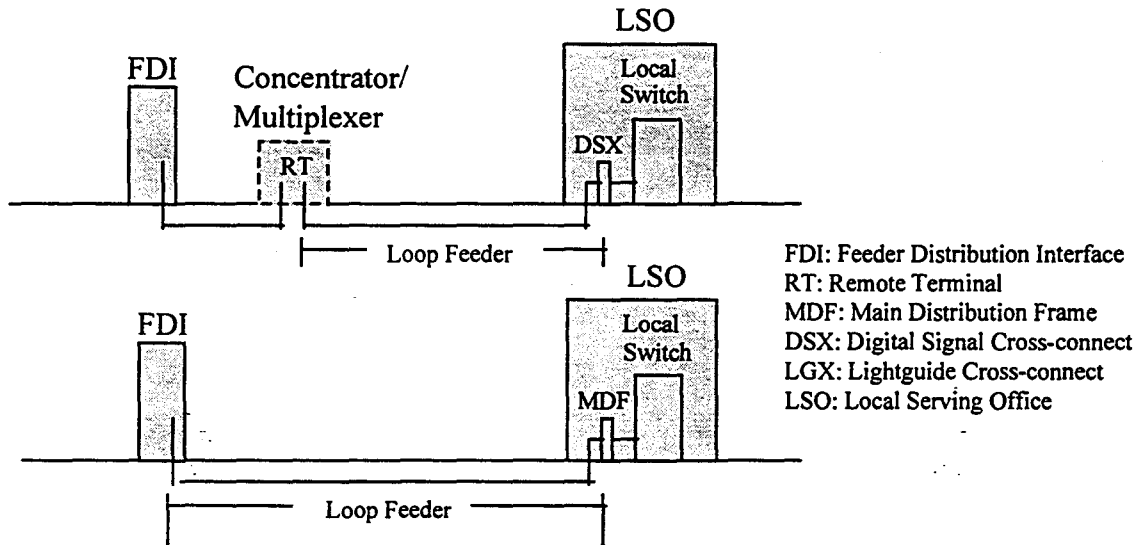 LSO
FDI
Concentrator/
Multiplexer
Local
Switch
DSX
RT
Loop Feeder
LSO
FDI
Local
Switch
MDF
Loop Feeder
FDI: Feeder Distribution Interface
RT: Remote Terminal
MDF: Main Distribution Frame
DSX: Digital Signal Cross-connect
LGX: Lightguide Cross-connect
LSO: Local Serving Office